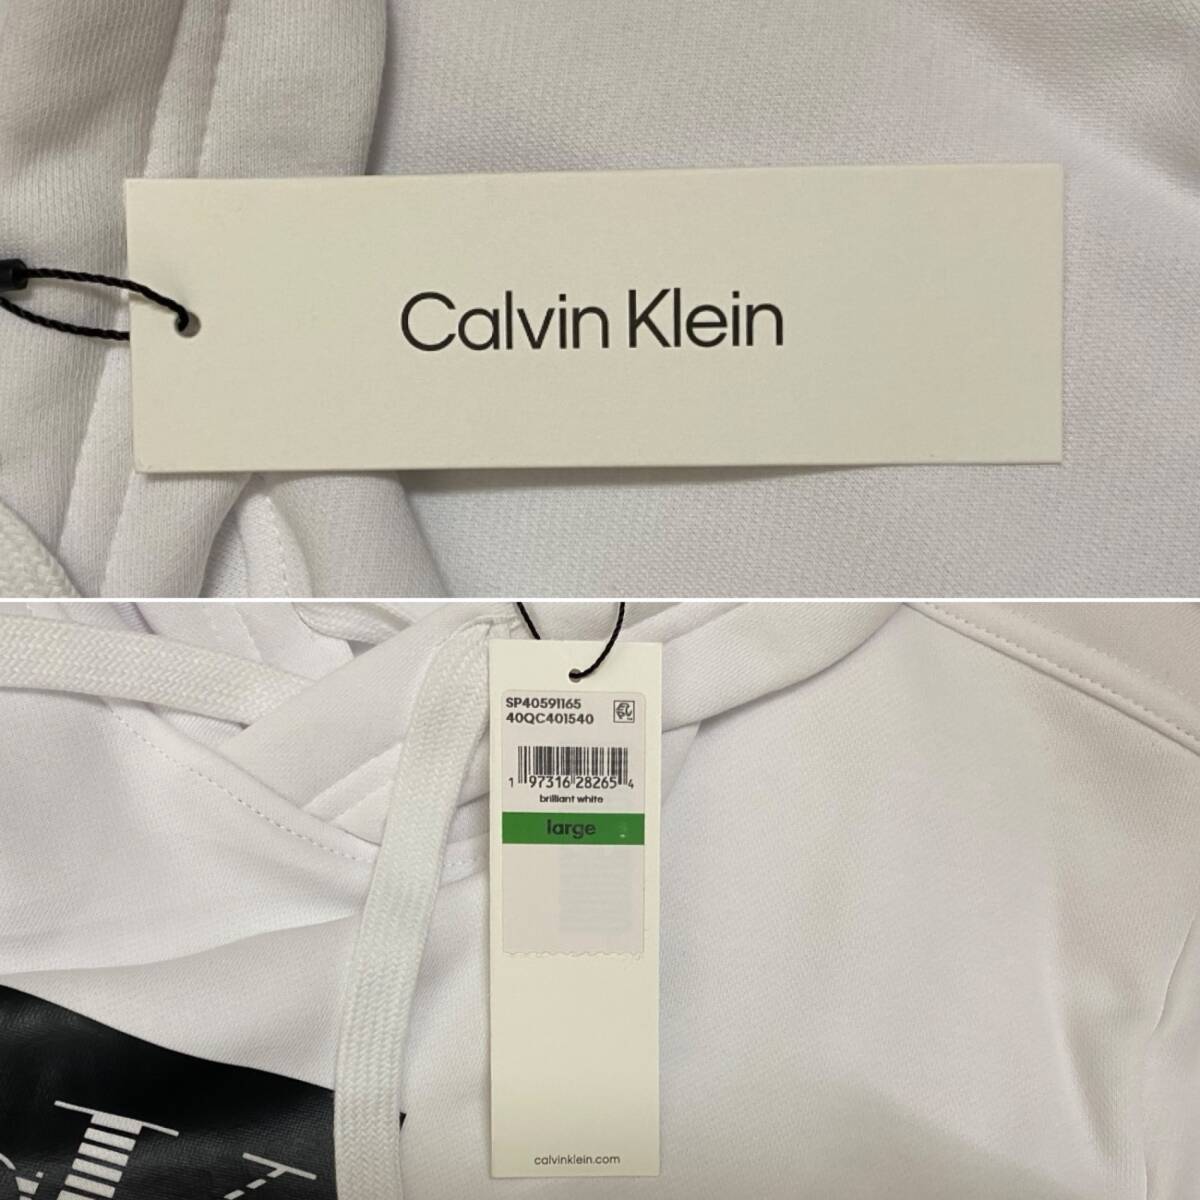 Calvin Klein
SP40591165
40QC401540
1 97316 28265 4
brilliant white
large
calvinklein.com